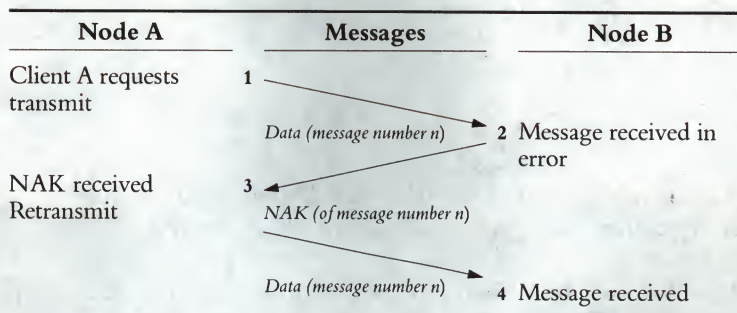 Node A Messages Node B
Client A requests transmit 1
Data (message number n) 2 Message received in error
NAK received Retransmit 3
NAK (of message number n)
Data (message number n) 4 Message received